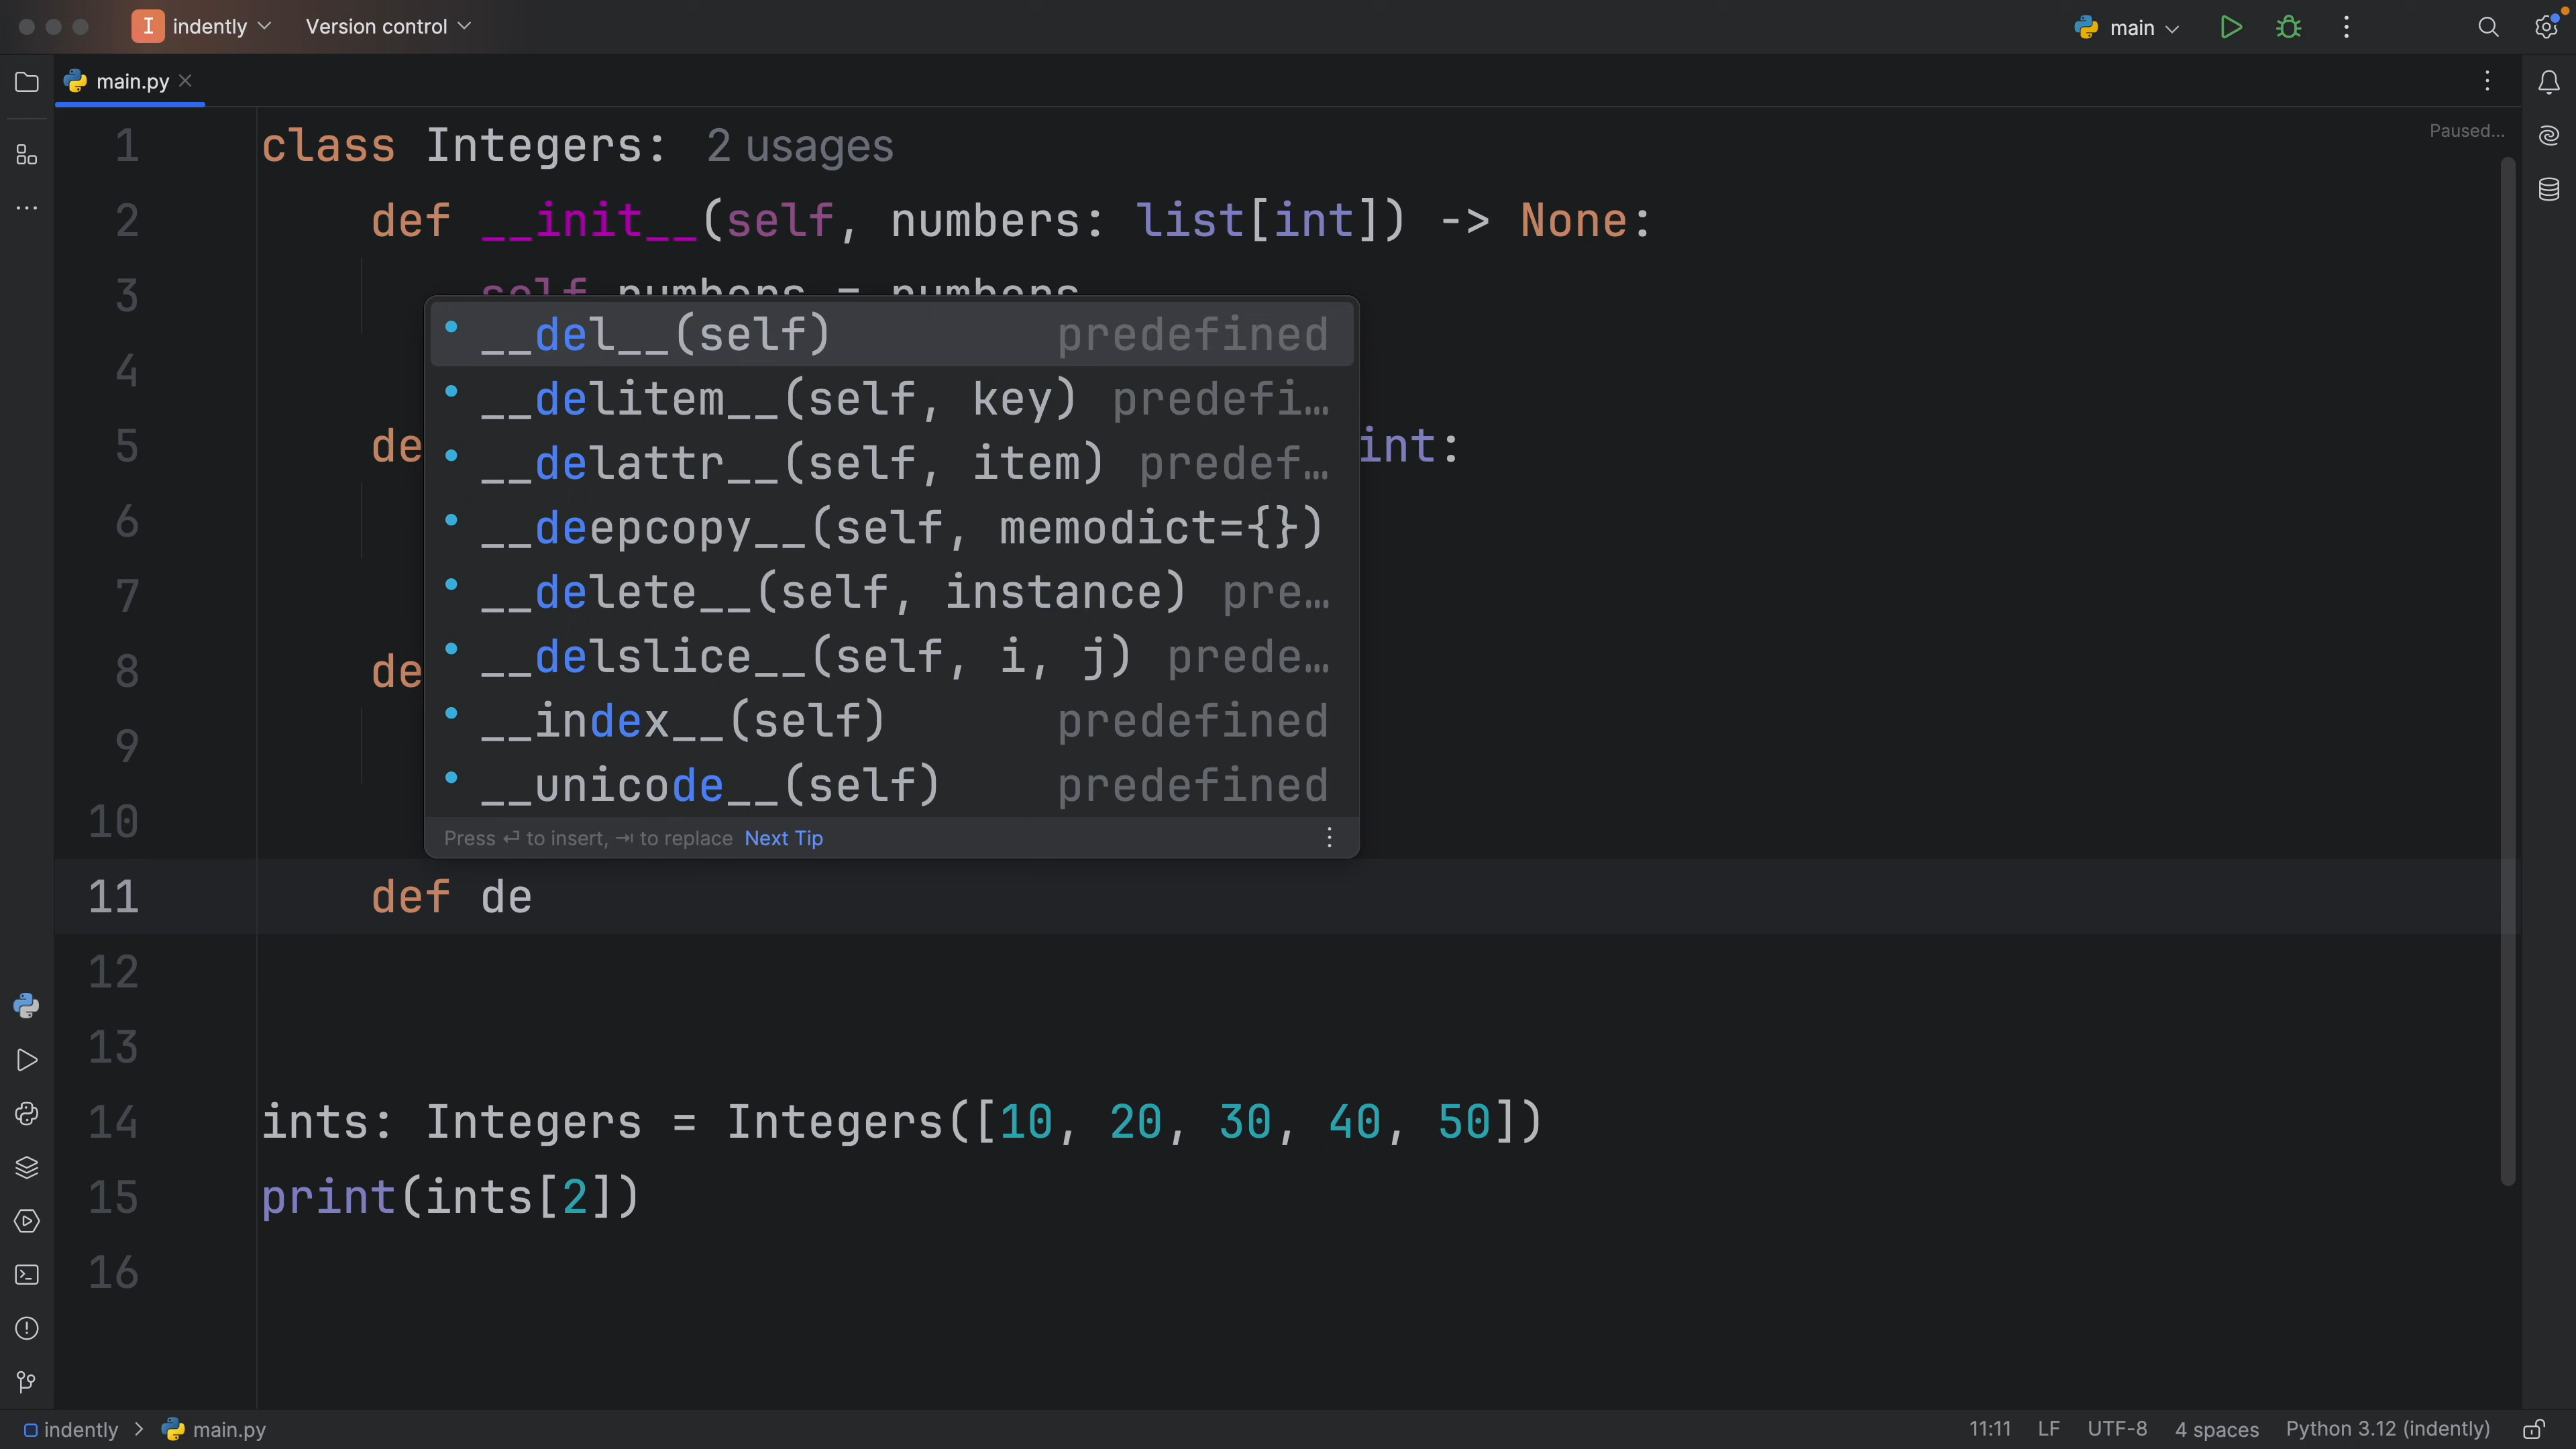 I indently Version control main
main.py
Paused...
1 class Integers: 2 usages
2 def __init__(self, numbers: list[int]) -> None:
3 self.numbers = numbers
__del__(self) predefined
4
__delitem__(self, key) predefi…
5 de int:
__delattr__(self, item) predef…
6
__deepcopy__(self, memodict={})
7
__delete__(self, instance) pre…
8 de
__delslice__(self, i, j) prede…
9
__index__(self) predefined
__unicode__(self) predefined
10
Press ⏎ to insert, ⇥ to replace Next Tip
11 def de
12
13
14 ints: Integers = Integers([10, 20, 30, 40, 50])
15 print(ints[2])
16
indently > main.py 11:11 LF UTF-8 4 spaces Python 3.12 (indently)